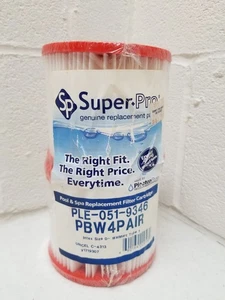 SP Super-Pro
genuine replacement pa
The Right Fit.
The Right Price.
Everytime.
Pool & Spa Replacement Filter Cartridge
PLE-051-9346
PBW4PAIR